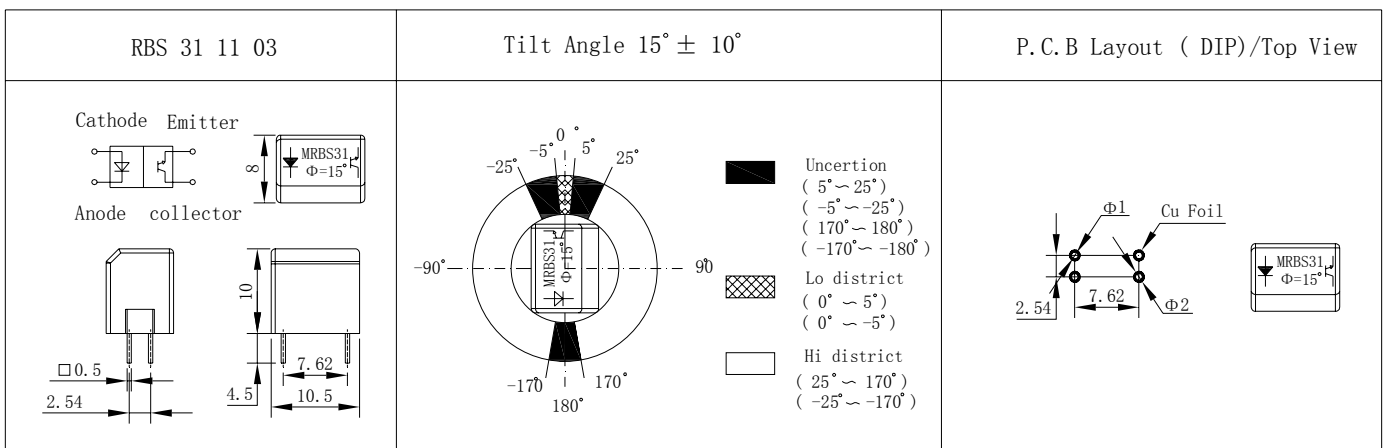 RBS 31 11 03
Tilt Angle 15°± 10°
P.C.B Layout ( DIP)/Top View
Cathode Emitter
MRBS31
Φ=15°
8
Anode collector
10
4.5
7.62
10.5
□0.5
2.54
0°
-5° 5°
-25° 25°
-90° 90
MRBS31
Φ=15°
-170 170°
180°
Uncertion
( 5°~ 25°)
( -5°~ -25°)
( 170°~ 180°)
( -170°~ -180°)
Lo district
( 0° ~ 5°)
( 0° ~ -5°)
Hi district
( 25°~ 170°)
( -25°~ -170°)
Φ1 Cu Foil
2.54
7.62
Φ2
MRBS31
Φ=15°